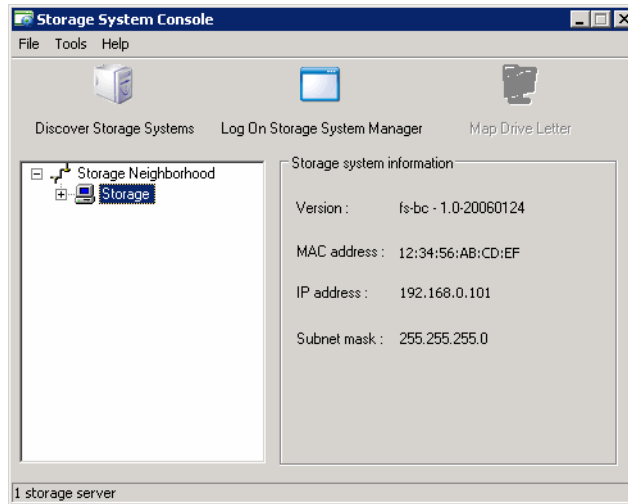 Storage System Console
File Tools Help
Discover Storage Systems Log On Storage System Manager Map Drive Letter
Storage Neighborhood
Storage
Storage system information
Version : fs-bc - 1.0-20060124
MAC address : 12:34:56:AB:CD:EF
IP address : 192.168.0.101
Subnet mask : 255.255.255.0
1 storage server